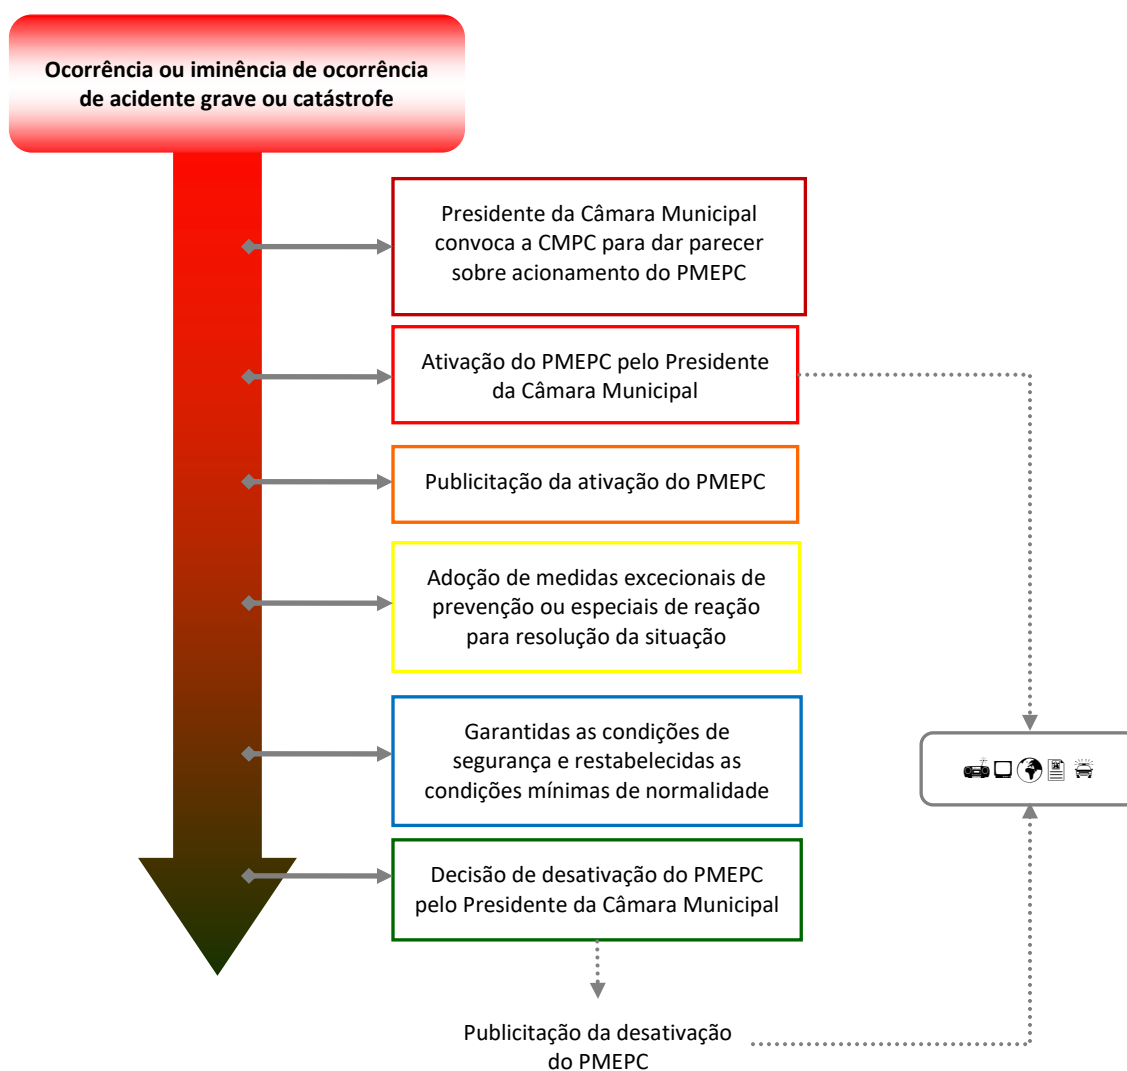 Ocorrência ou iminência de ocorrência
de acidente grave ou catástrofe
Presidente da Câmara Municipal
convoca a CMPC para dar parecer
sobre acionamento do PMEPC
Ativação do PMEPC pelo Presidente
da Câmara Municipal
Publicitação da ativação do PMEPC
Adoção de medidas excecionais de
prevenção ou especiais de reação
para resolução da situação
Garantidas as condições de
segurança e restabelecidas as
condições mínimas de normalidade
Decisão de desativação do PMEPC
pelo Presidente da Câmara Municipal
Publicitação da desativação
do PMEPC